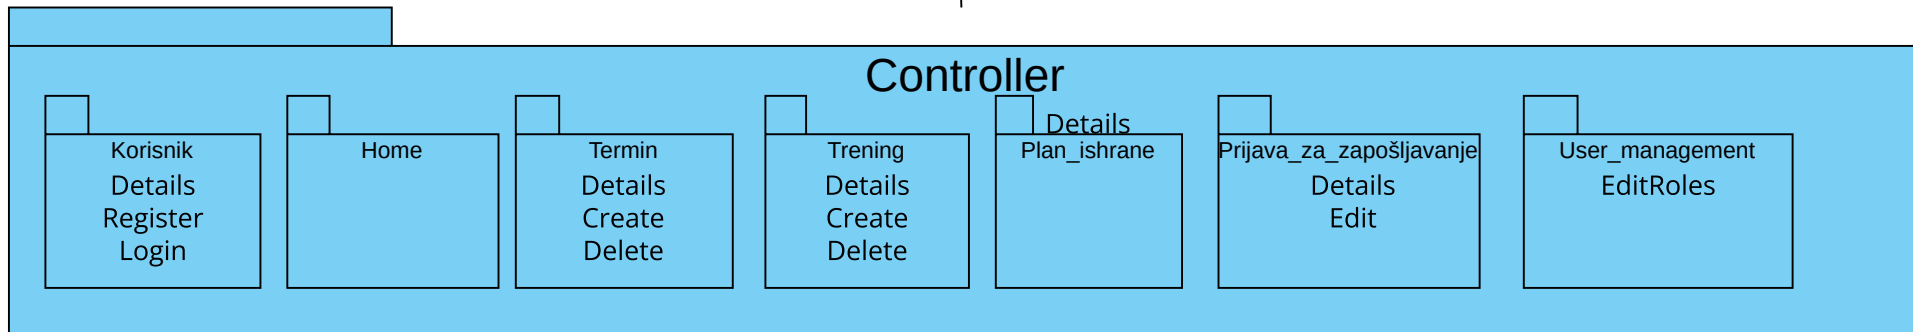 Controller
Korisnik
Details
Register
Login
Home
Termin
Details
Create
Delete
Trening
Details
Create
Delete
Details
Plan_ishrane
Prijava_za_zapošljavanje
Details
Edit
User_management
EditRoles